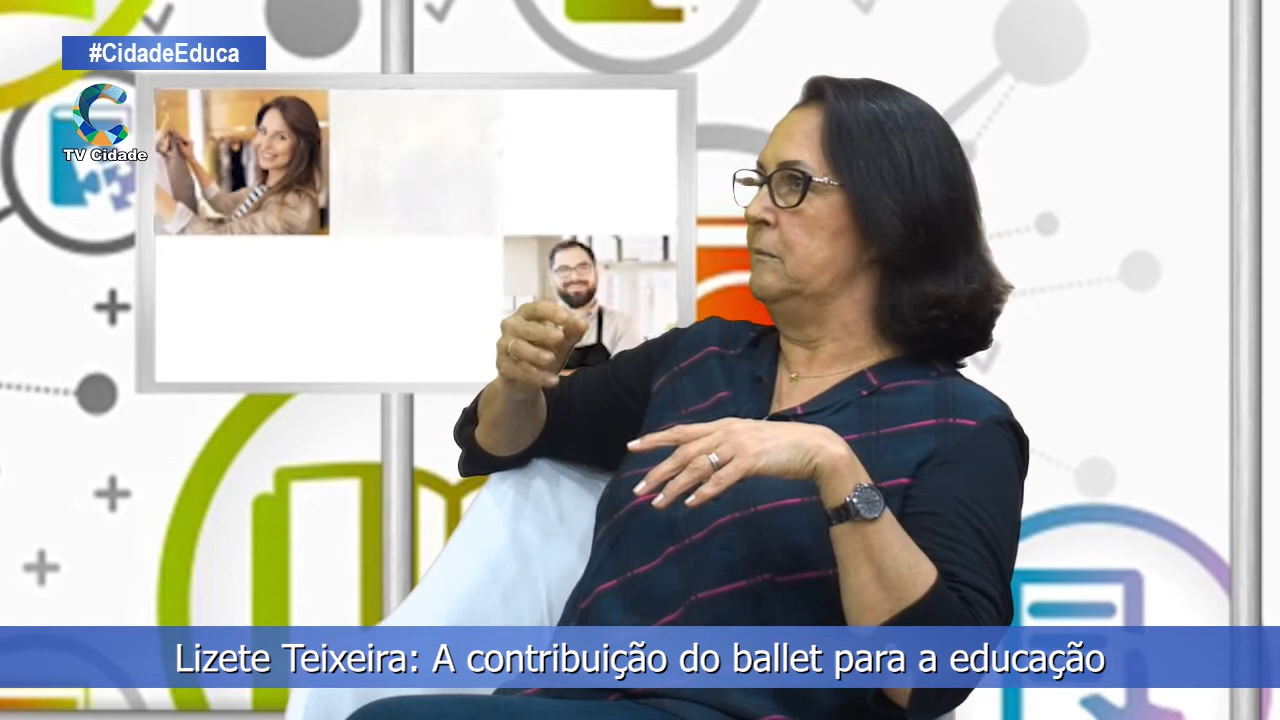 #CidadeEduca
TV Cidade
Lizete Teixeira: A contribuição do ballet para a educação